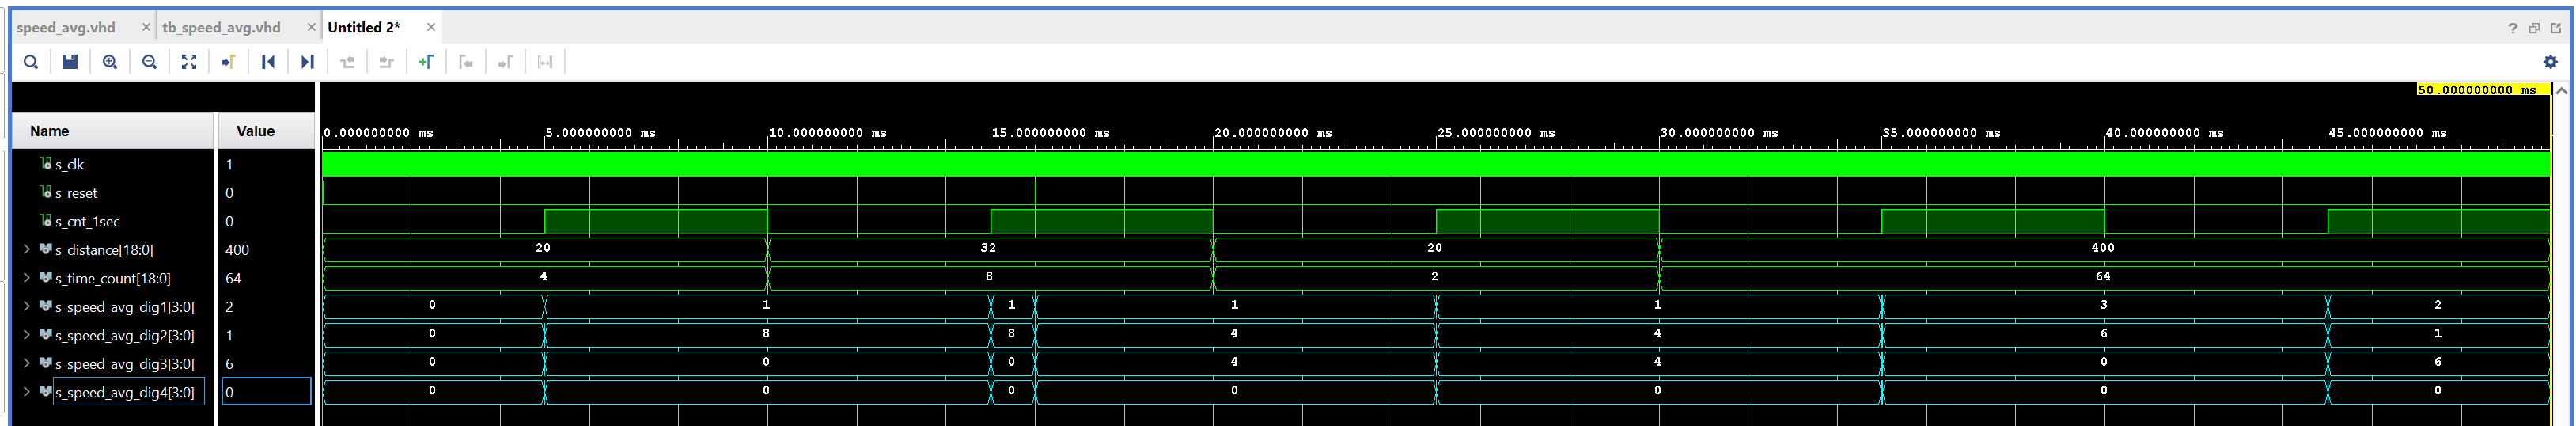 speed_avg.vhd × tb_speed_avg.vhd × Untitled 2* × ?
50.000000000 ms
Name Value 0.000000000 ms 5.000000000 ms 10.000000000 ms 15.000000000 ms 20.000000000 ms 25.000000000 ms 30.000000000 ms 35.000000000 ms 40.000000000 ms 45.000000000 ms
s_clk 1
s_reset 0
s_cnt_1sec 0
s_distance[18:0] 400 20 32 20 400
s_time_count[18:0] 64 4 8 2 64
s_speed_avg_dig1[3:0] 2 0 1 1 1 1 3 2
s_speed_avg_dig2[3:0] 1 0 8 8 4 4 6 1
s_speed_avg_dig3[3:0] 6 0 0 0 4 4 0 6
s_speed_avg_dig4[3:0] 0 0 0 0 0 0 0 0